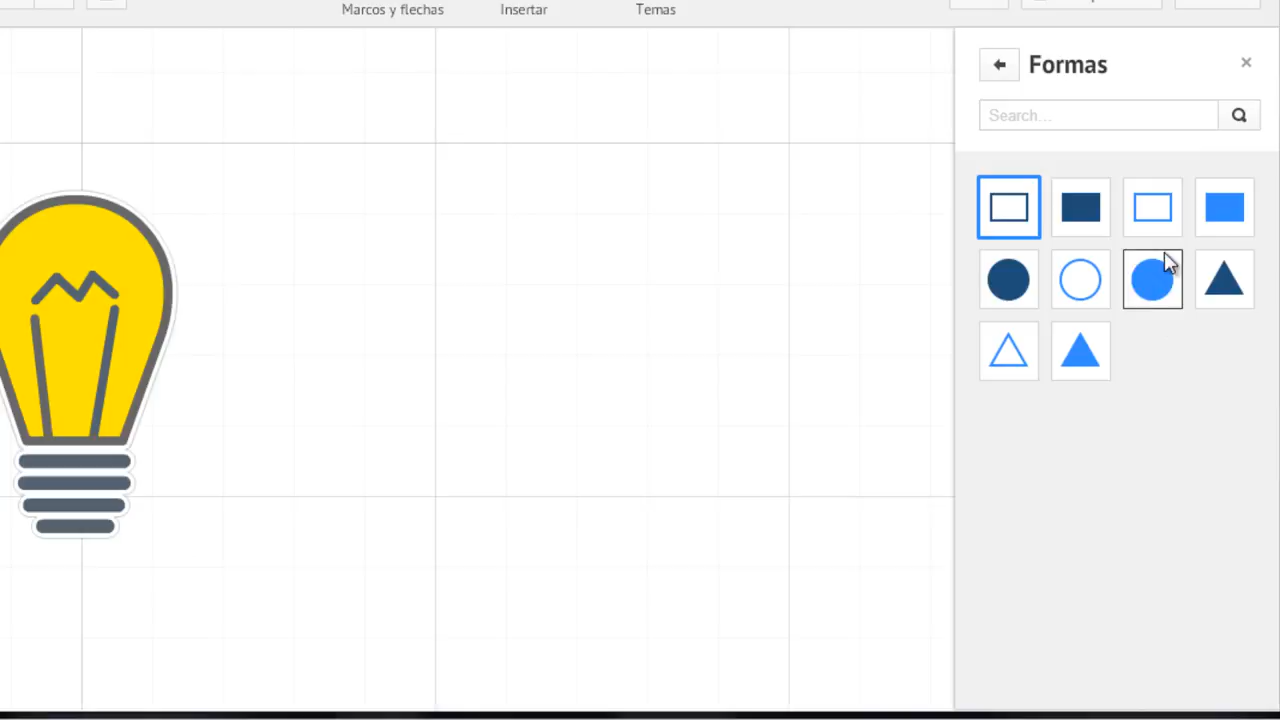 Marcos y flechas
Insertar
Temas
Formas
×
Search...